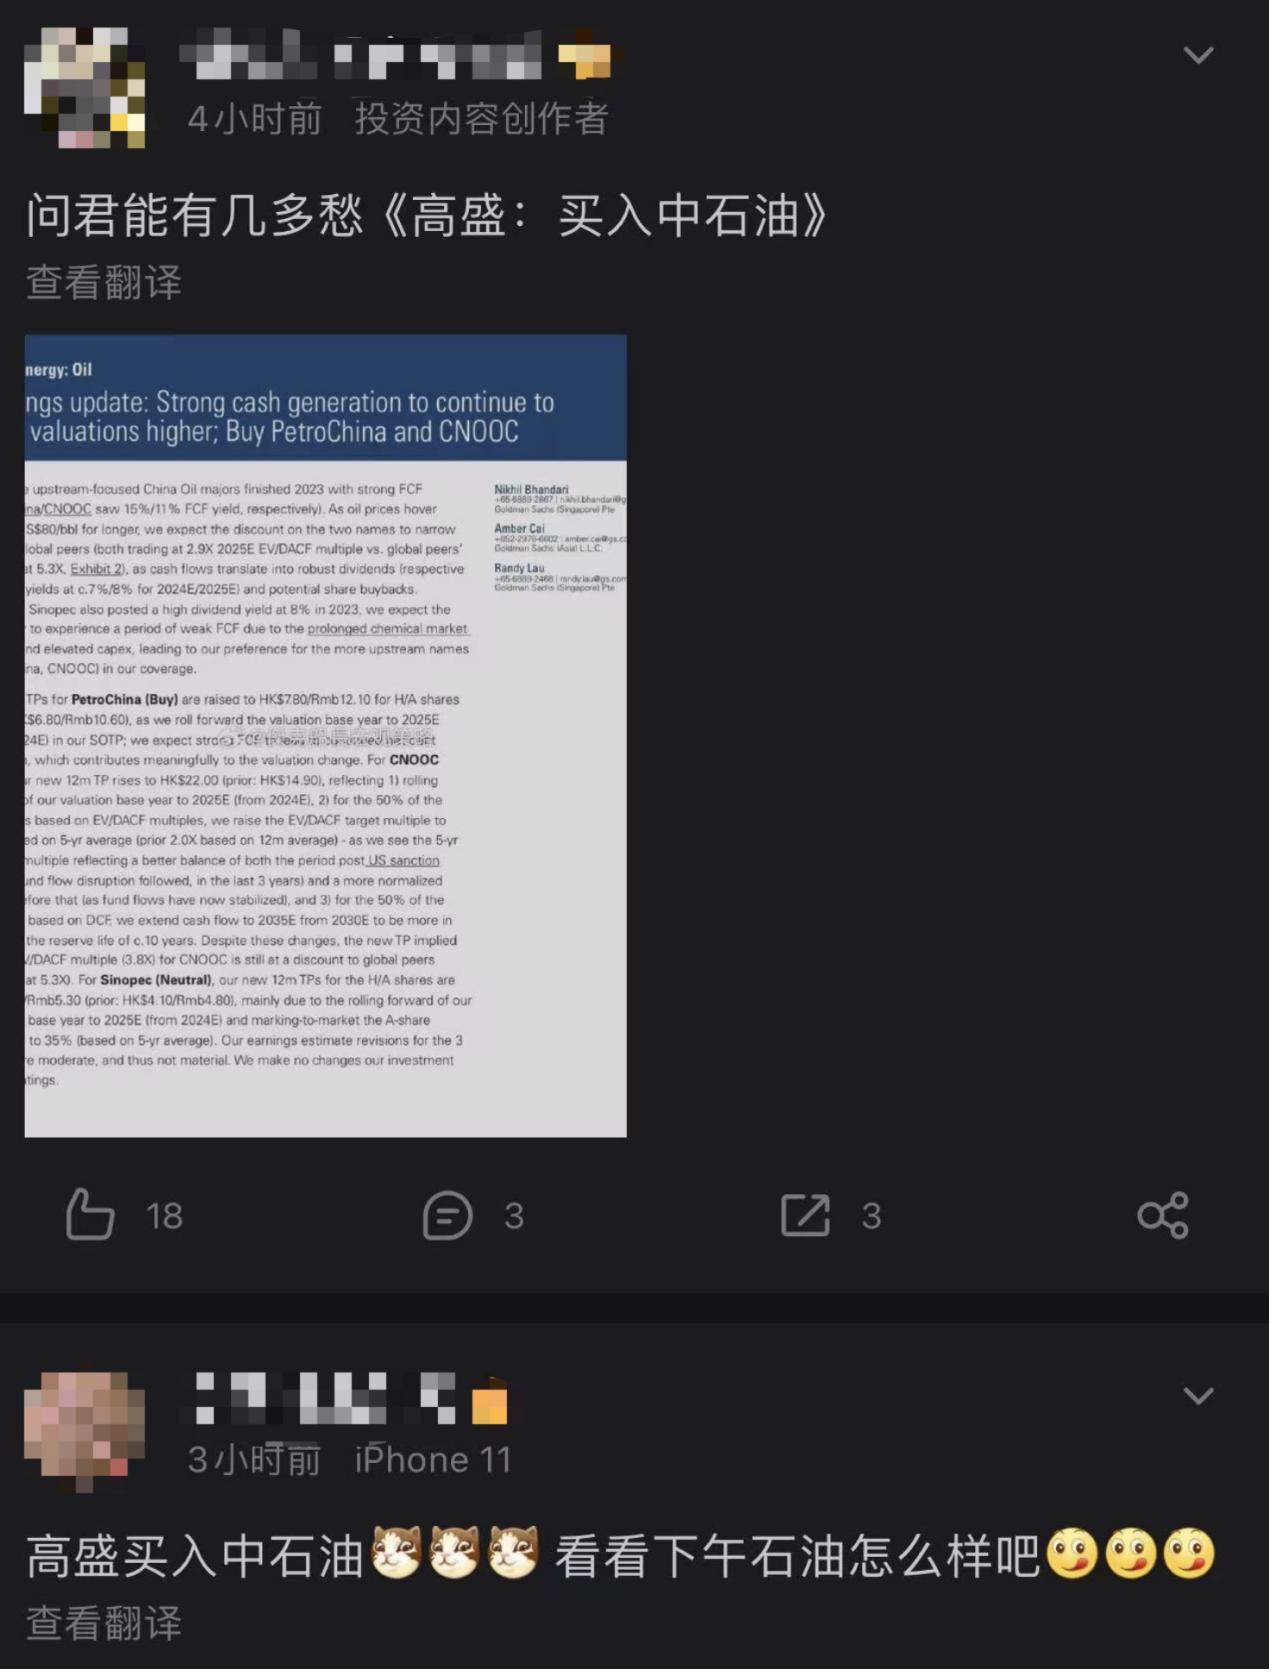 4小时前 投资内容创作者
问君能有几多愁《高盛：买入中石油》
查看翻译
nergy: Oil
ngs update: Strong cash generation to continue to
valuations higher; Buy PetroChina and CNOOC
upstream-focused China Oil majors finished 2023 with strong FCF
na/CNOOC saw 15%/11% FCF yield, respectively). As oil prices hover
S$80/bbl for longer, we expect the discount on the two names to narrow
lobal peers (both trading at 2.9X 2025E EV/DACF multiple vs. global peers'
at 5.3X, Exhibit 2), as cash flows translate into robust dividends (respective
yields at c.7%/8% for 2024E/2025E) and potential share buybacks.
Sinopec also posted a high dividend yield at 8% in 2023, we expect the
to experience a period of weak FCF due to the prolonged chemical market
nd elevated capex, leading to our preference for the more upstream names
na, CNOOC) in our coverage.
Nikhil Bhandari
+65-6889-2867 | nikhil.bhandari@g
Goldman Sachs (Singapore) Pte
Amber Cai
+852-2978-6602 | amber.cai@gs.co
Goldman Sachs (Asia) L.L.C.
Randy Lau
+65-6889-2468 | randy.lau@gs.com
Goldman Sachs (Singapore) Pte
TPs for PetroChina (Buy) are raised to HK$7.80/Rmb12.10 for H/A shares
$6.80/Rmb10.60), as we roll forward the valuation base year to 2025E
24E) in our SOTP; we expect strong FCF
, which contributes meaningfully to the valuation change. For CNOOC
r new 12m TP rises to HK$22.00 (prior: HK$14.90), reflecting 1) rolling
of our valuation base year to 2025E (from 2024E), 2) for the 50% of the
s based on EV/DACF multiples, we raise the EV/DACF target multiple to
ed on 5-yr average (prior 2.0X based on 12m average) - as we see the 5-yr
multiple reflecting a better balance of both the period post US sanction
und flow disruption followed, in the last 3 years) and a more normalized
efore that (as fund flows have now stabilized), and 3) for the 50% of the
based on DCF, we extend cash flow to 2035E from 2030E to be more in
the reserve life of c.10 years. Despite these changes, the new TP implied
V/DACF multiple (3.8X) for CNOOC is still at a discount to global peers
at 5.3X). For Sinopec (Neutral), our new 12m TPs for the H/A shares are
/Rmb5.30 (prior: HK$4.10/Rmb4.80), mainly due to the rolling forward of our
base year to 2025E (from 2024E) and marking-to-market the A-share
to 35% (based on 5-yr average). Our earnings estimate revisions for the 3
re moderate, and thus not material. We make no changes our investment
tings.
18 3 3
3小时前 iPhone 11
高盛买入中石油 看看下午石油怎么样吧
查看翻译